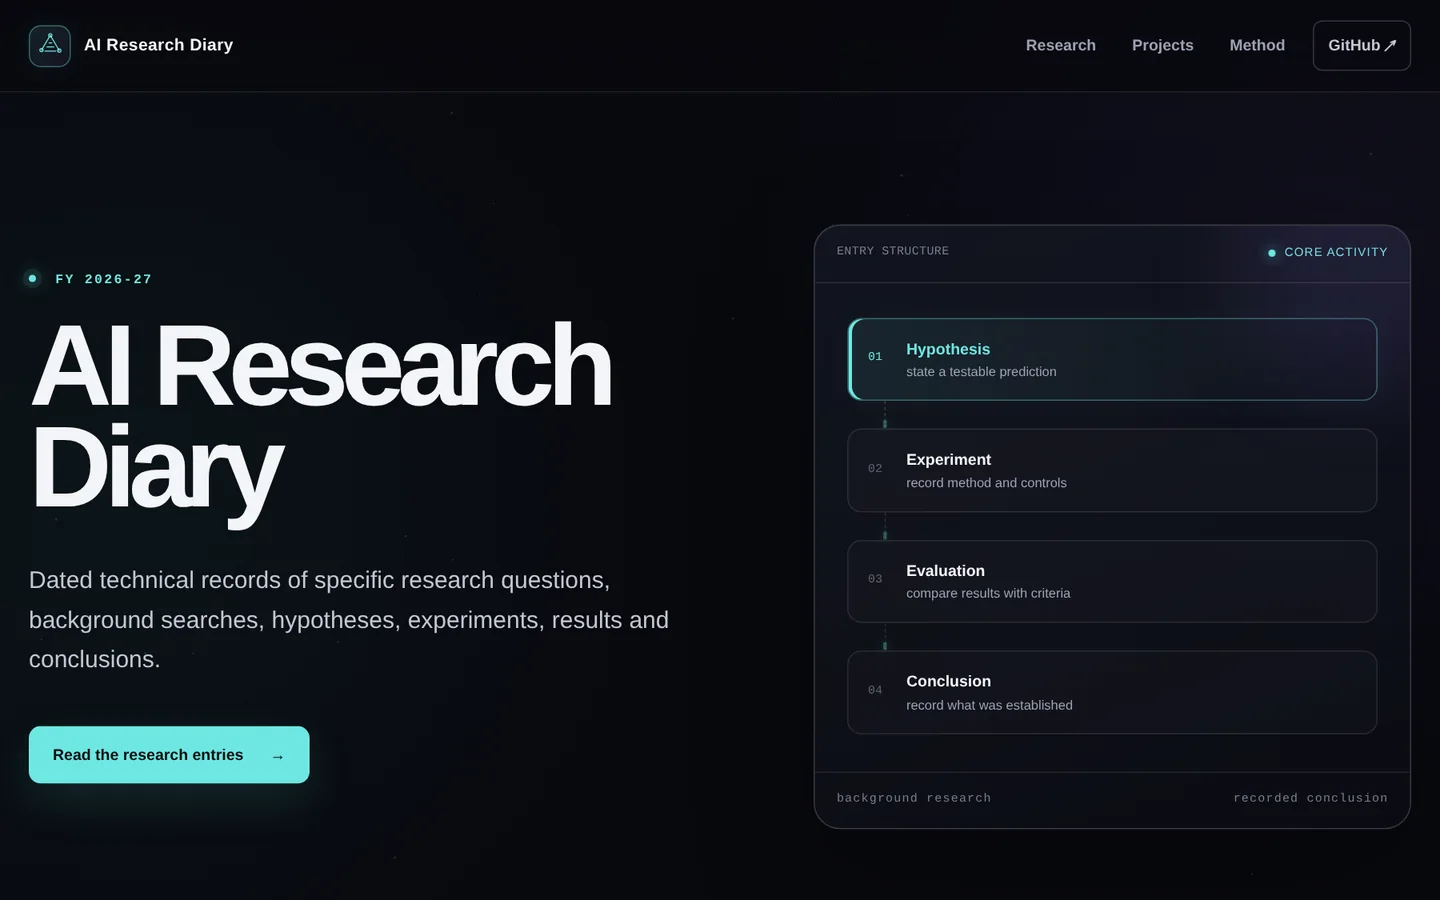 AI Research Diary
Research
Projects
Method
GitHub ↗
FY 2026-27
AI Research
Diary
Dated technical records of specific research questions,
background searches, hypotheses, experiments, results and
conclusions.
Read the research entries →
ENTRY STRUCTURE
CORE ACTIVITY
01
Hypothesis
state a testable prediction
02
Experiment
record method and controls
03
Evaluation
compare results with criteria
04
Conclusion
record what was established
background research
recorded conclusion